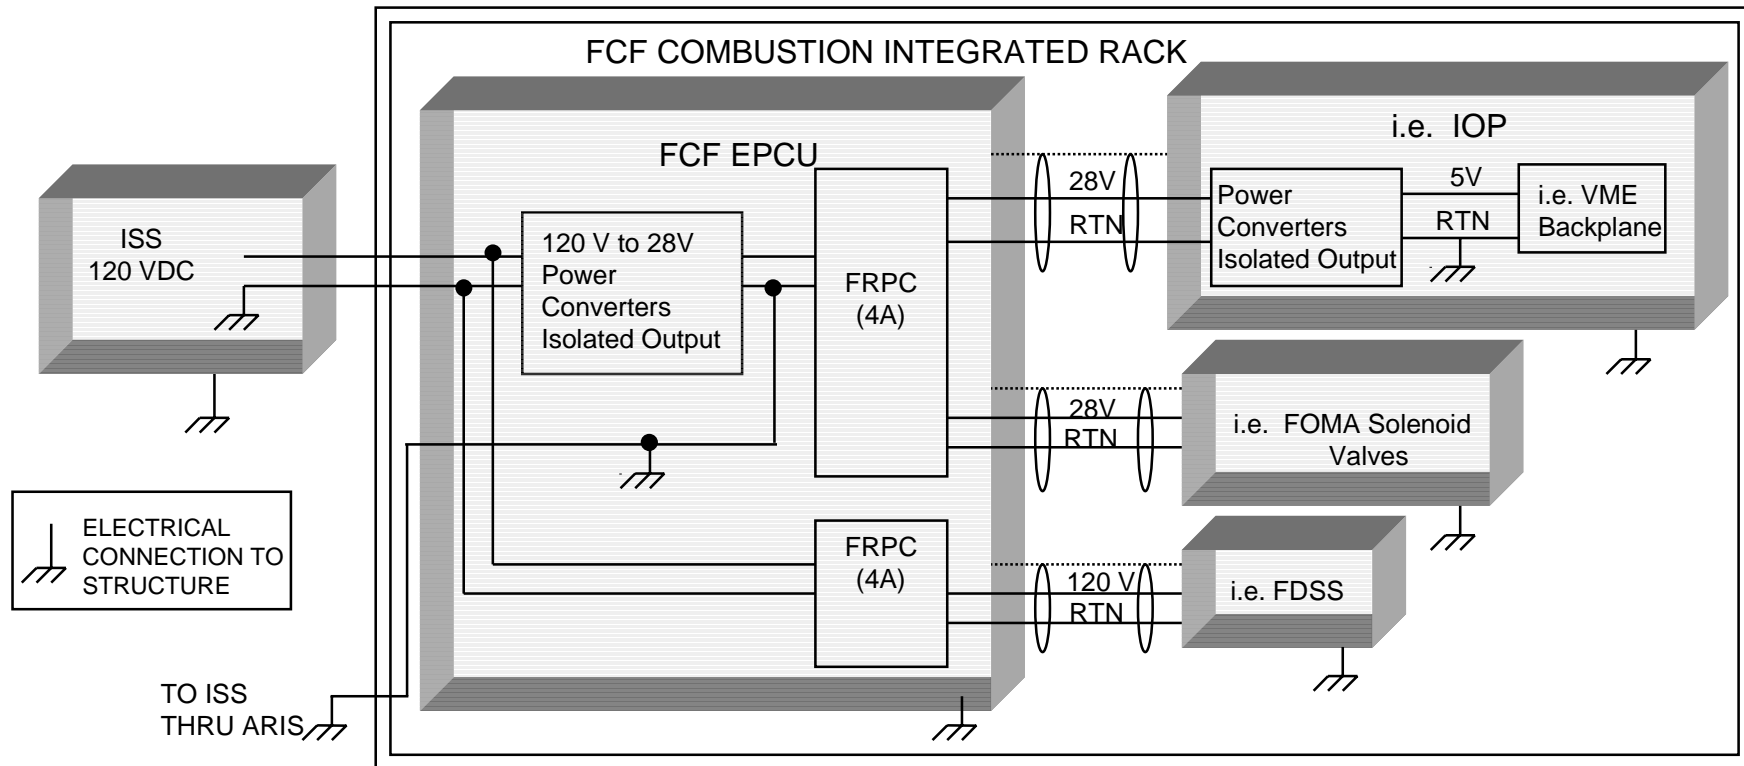 FCF COMBUSTION INTEGRATED RACK
ISS
120 VDC
FCF EPCU
120 V to 28V
Power
Converters
Isolated Output
FRPC
(4A)
FRPC
(4A)
28V
RTN
28V
RTN
120 V
RTN
i.e. IOP
Power
Converters
Isolated Output
5V
RTN
i.e. VME
Backplane
i.e. FOMA Solenoid
Valves
i.e. FDSS
ELECTRICAL
CONNECTION TO
STRUCTURE
TO ISS
THRU ARIS